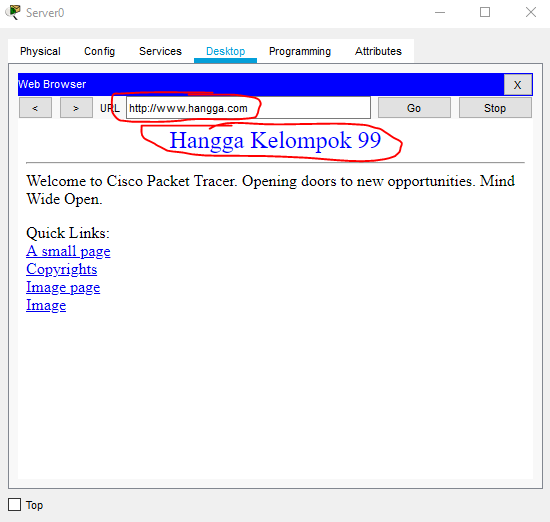 Server0
Physical Config Services Desktop Programming Attributes
Web Browser X
< > URL http://www.hangga.com Go Stop
Hangga Kelompok 99
Welcome to Cisco Packet Tracer. Opening doors to new opportunities. Mind
Wide Open.
Quick Links:
A small page
Copyrights
Image page
Image
Top